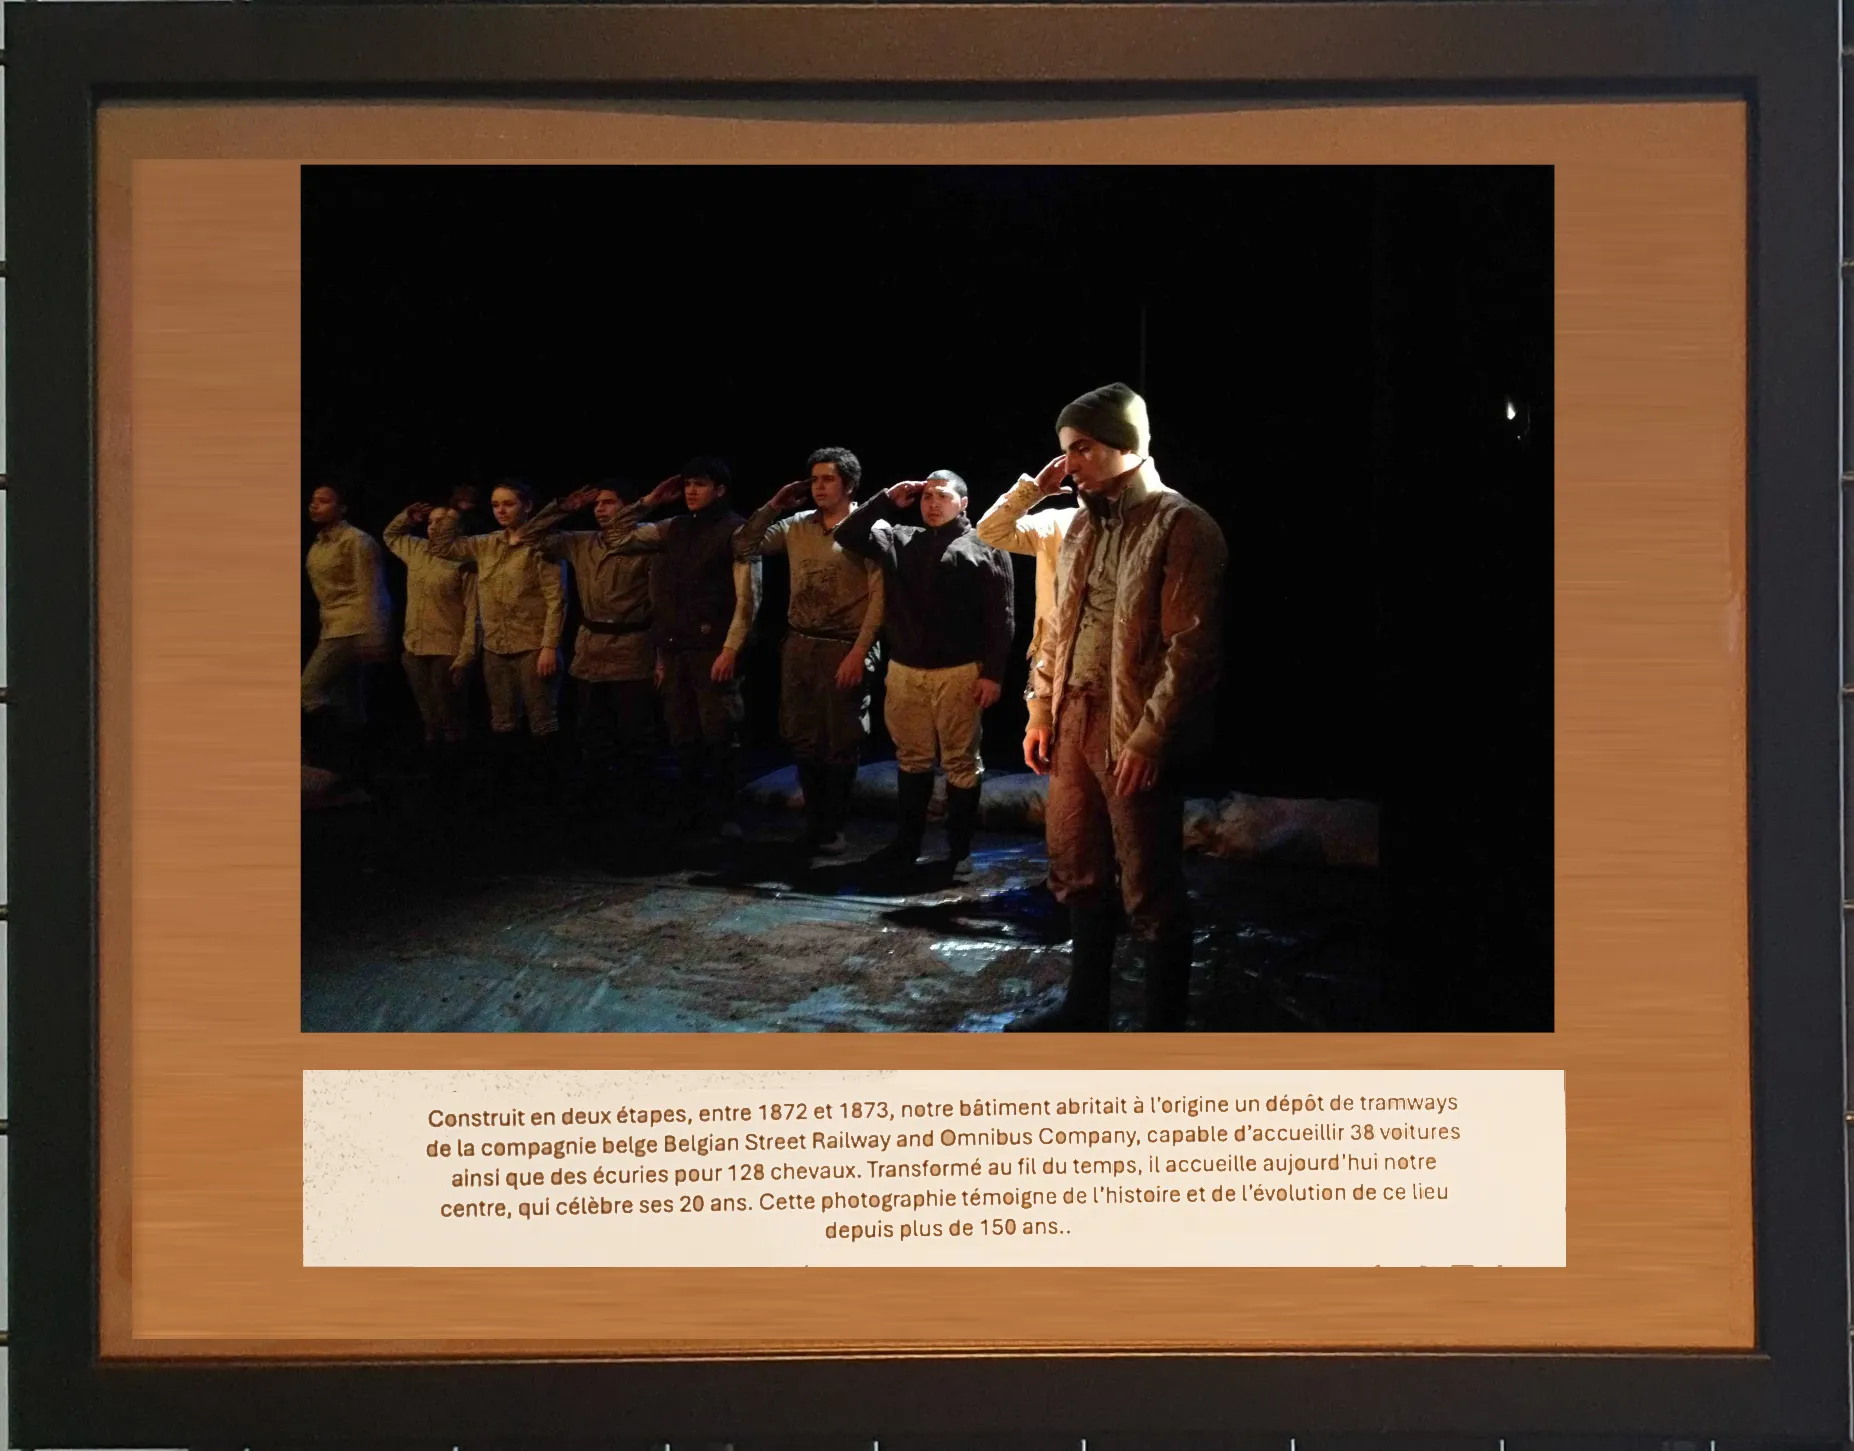 Construit en deux étapes, entre 1872 et 1873, notre bâtiment abritait à l'origine un dépôt de tramways
de la compagnie belge Belgian Street Railway and Omnibus Company, capable d'accueillir 38 voitures
ainsi que des écuries pour 128 chevaux. Transformé au fil du temps, il accueille aujourd'hui notre
centre, qui célèbre ses 20 ans. Cette photographie témoigne de l'histoire et de l'évolution de ce lieu
depuis plus de 150 ans..